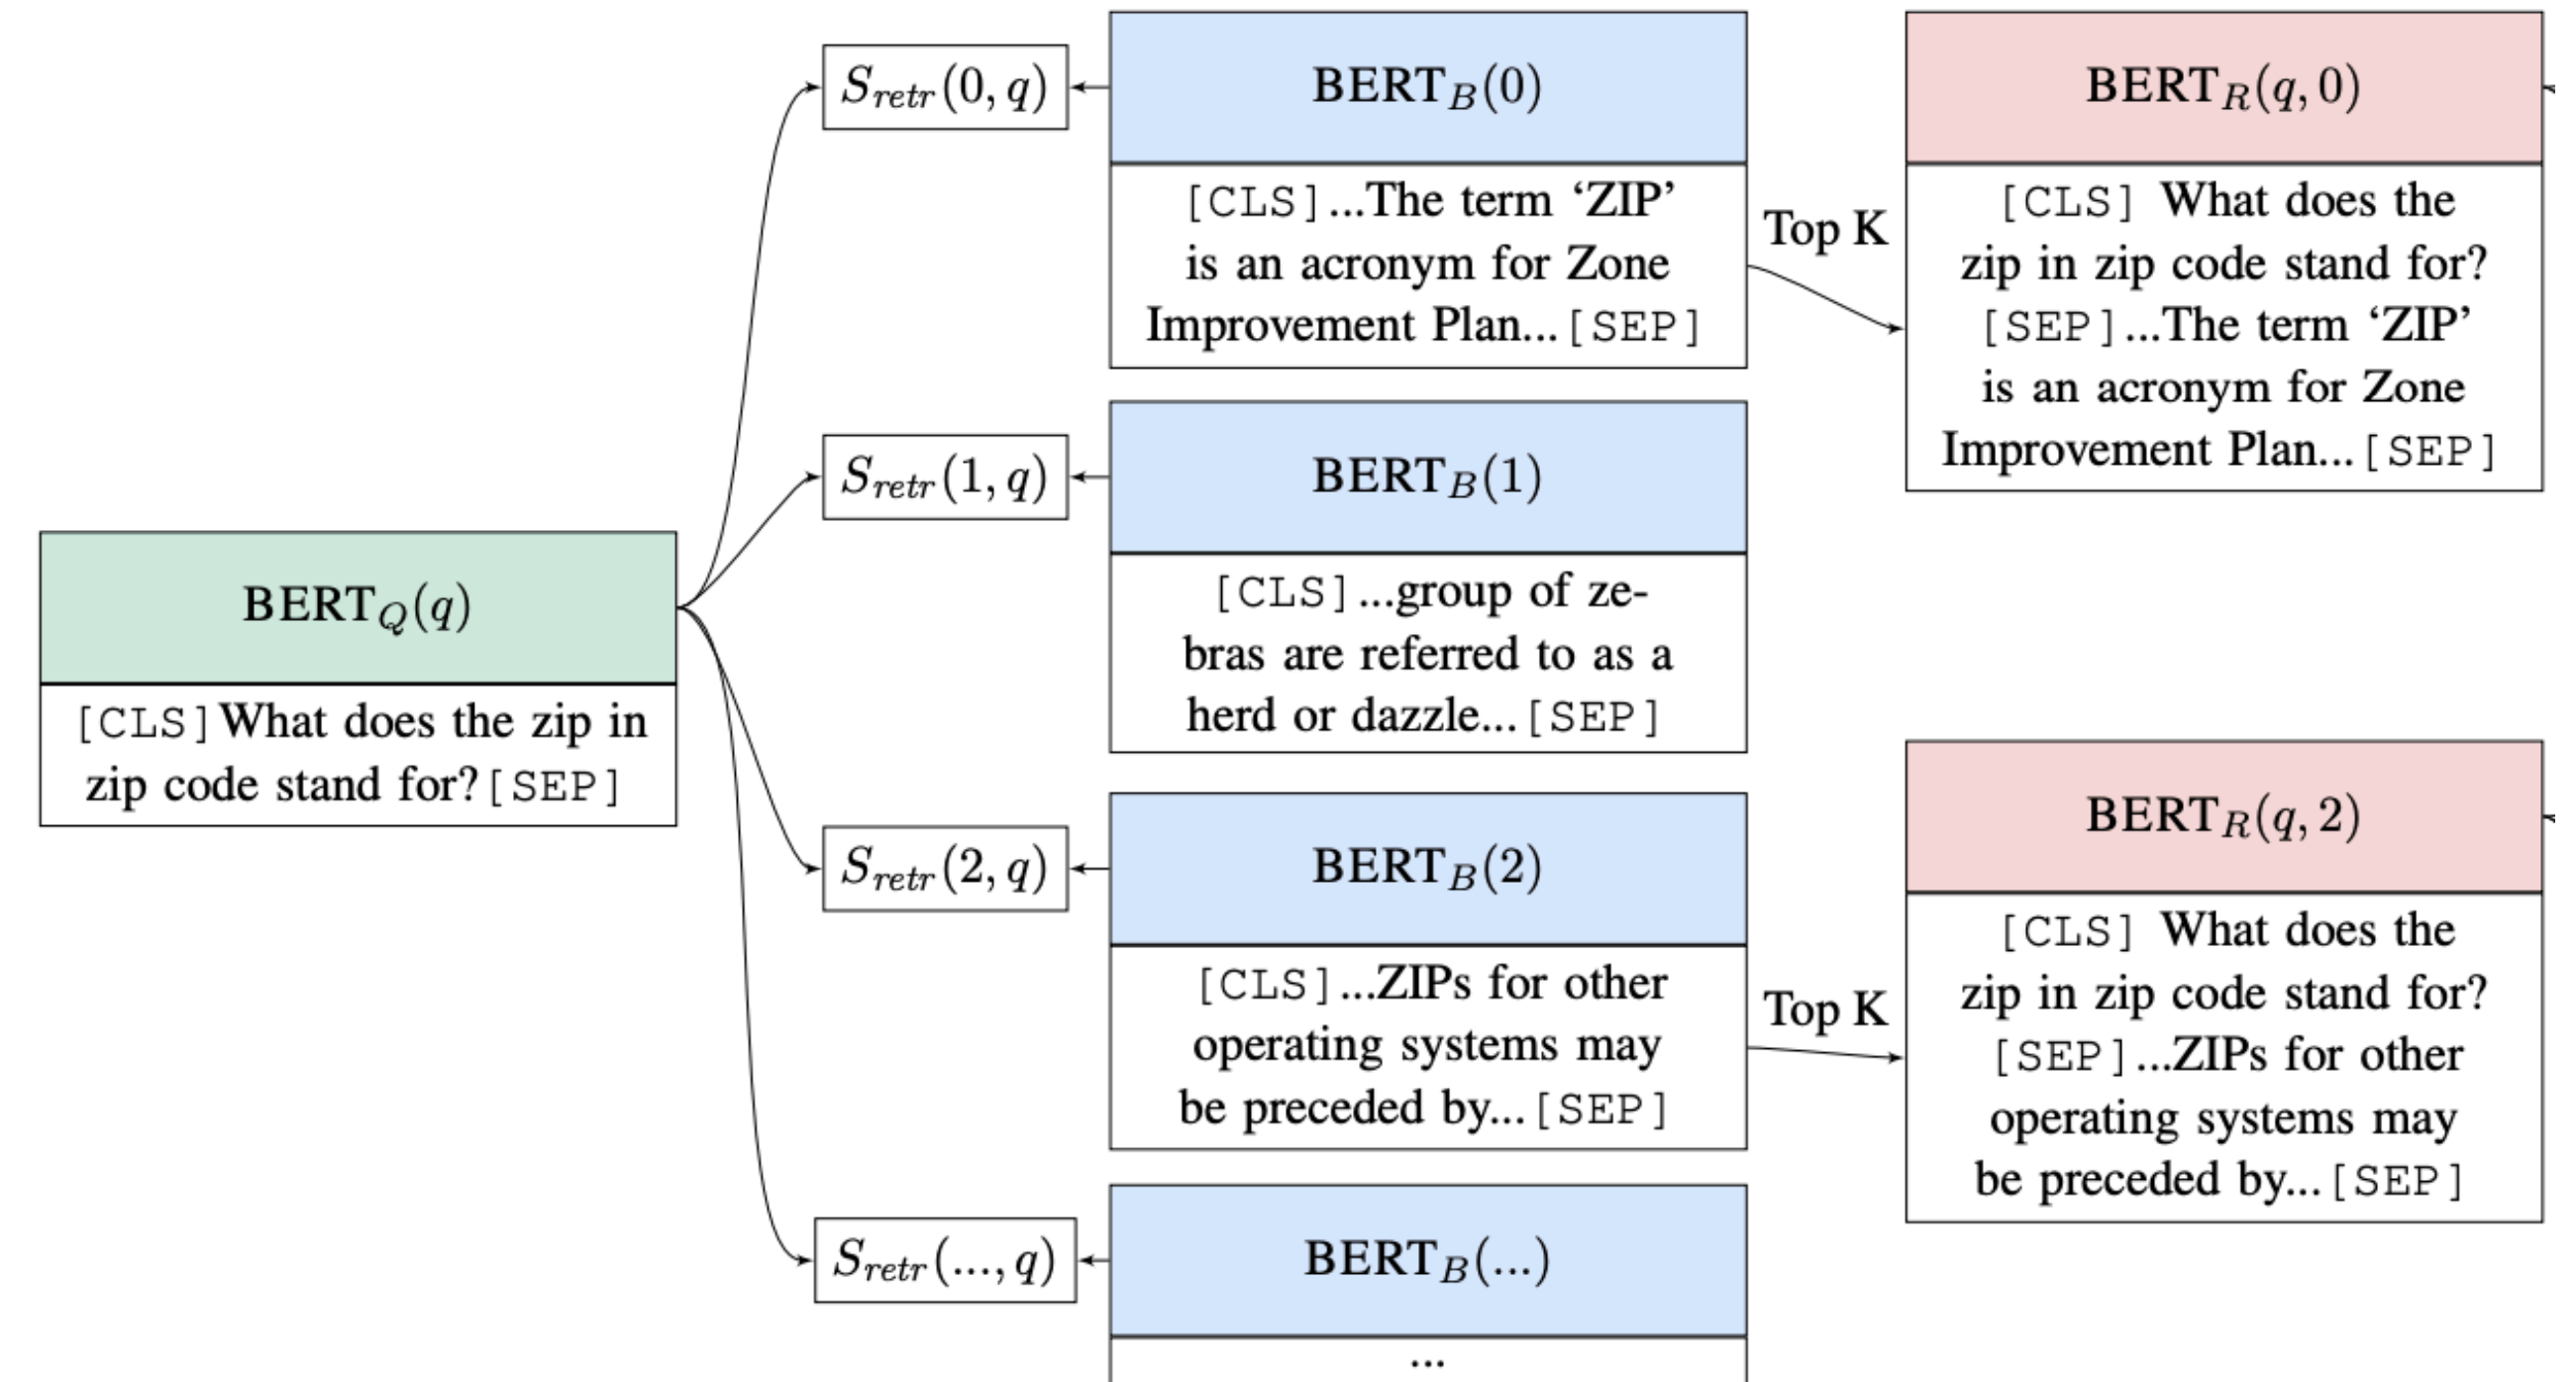 BERT_Q(q)
[CLS]What does the zip in
zip code stand for?[SEP]
S_retr(0, q)
S_retr(1, q)
S_retr(2, q)
S_retr(..., q)
BERT_B(0)
[CLS]...The term ‘ZIP’
is an acronym for Zone
Improvement Plan...[SEP]
BERT_B(1)
[CLS]...group of ze-
bras are referred to as a
herd or dazzle...[SEP]
BERT_B(2)
[CLS]...ZIPs for other
operating systems may
be preceded by...[SEP]
BERT_B(...)
...
Top K
Top K
BERT_R(q, 0)
[CLS] What does the
zip in zip code stand for?
[SEP]...The term ‘ZIP’
is an acronym for Zone
Improvement Plan...[SEP]
BERT_R(q, 2)
[CLS] What does the
zip in zip code stand for?
[SEP]...ZIPs for other
operating systems may
be preceded by...[SEP]